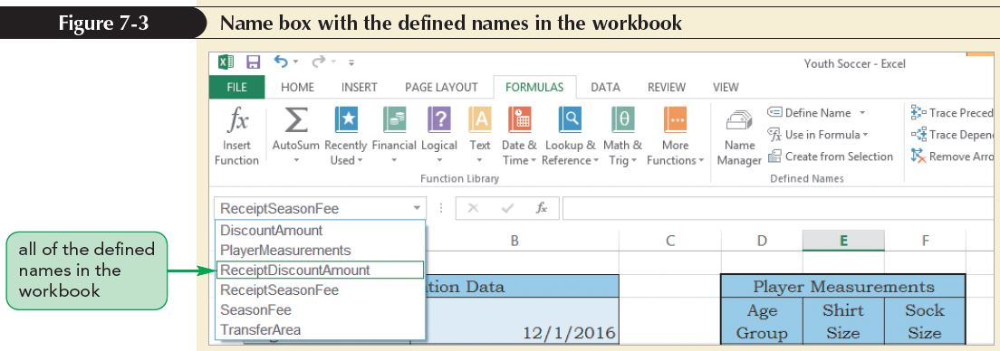 Figure 7-3 Name box with the defined names in the workbook
Youth Soccer - Excel
FILE HOME INSERT PAGE LAYOUT FORMULAS DATA REVIEW VIEW
fx Σ ? A θ ...
Insert Function
AutoSum
Recently Used
Financial
Logical
Text
Date & Time
Lookup & Reference
Math & Trig
More Functions
Function Library
Name Manager
Define Name
Use in Formula
Create from Selection
Defined Names
Trace Preced
Trace Depen
Remove Arro
ReceiptSeasonFee fx
DiscountAmount
PlayerMeasurements
ReceiptDiscountAmount
ReceiptSeasonFee
SeasonFee
TransferArea
all of the defined
names in the
workbook
B C D E F
tion Data
12/1/2016
Player Measurements
Age Group
Shirt Size
Sock Size